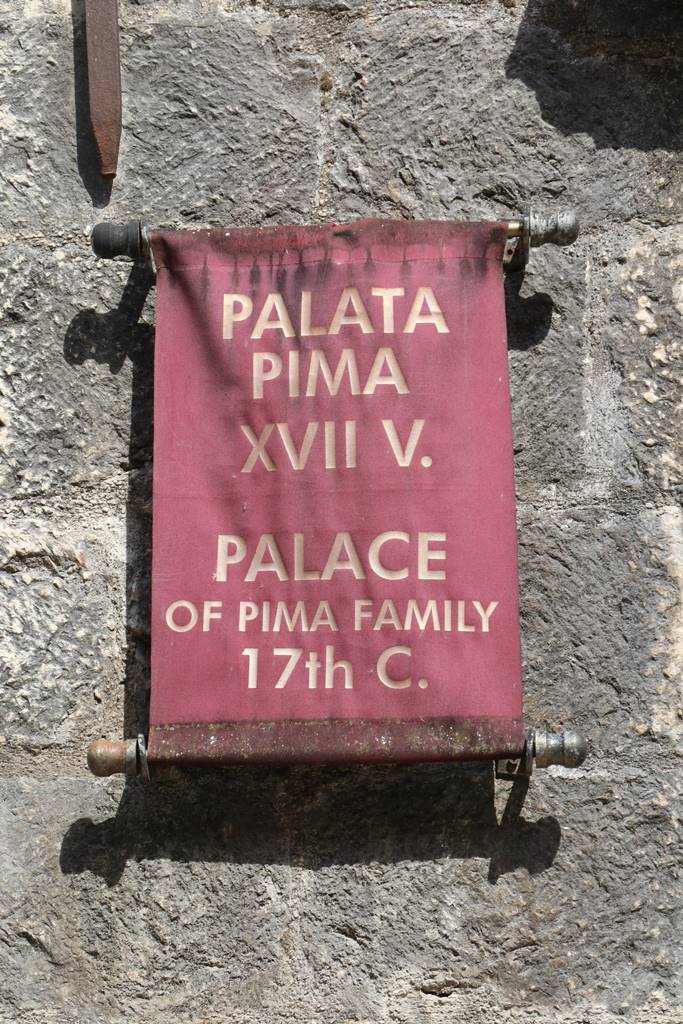 PALATA
PIMA
XVII V.
PALACE
OF PIMA FAMILY
17th C.